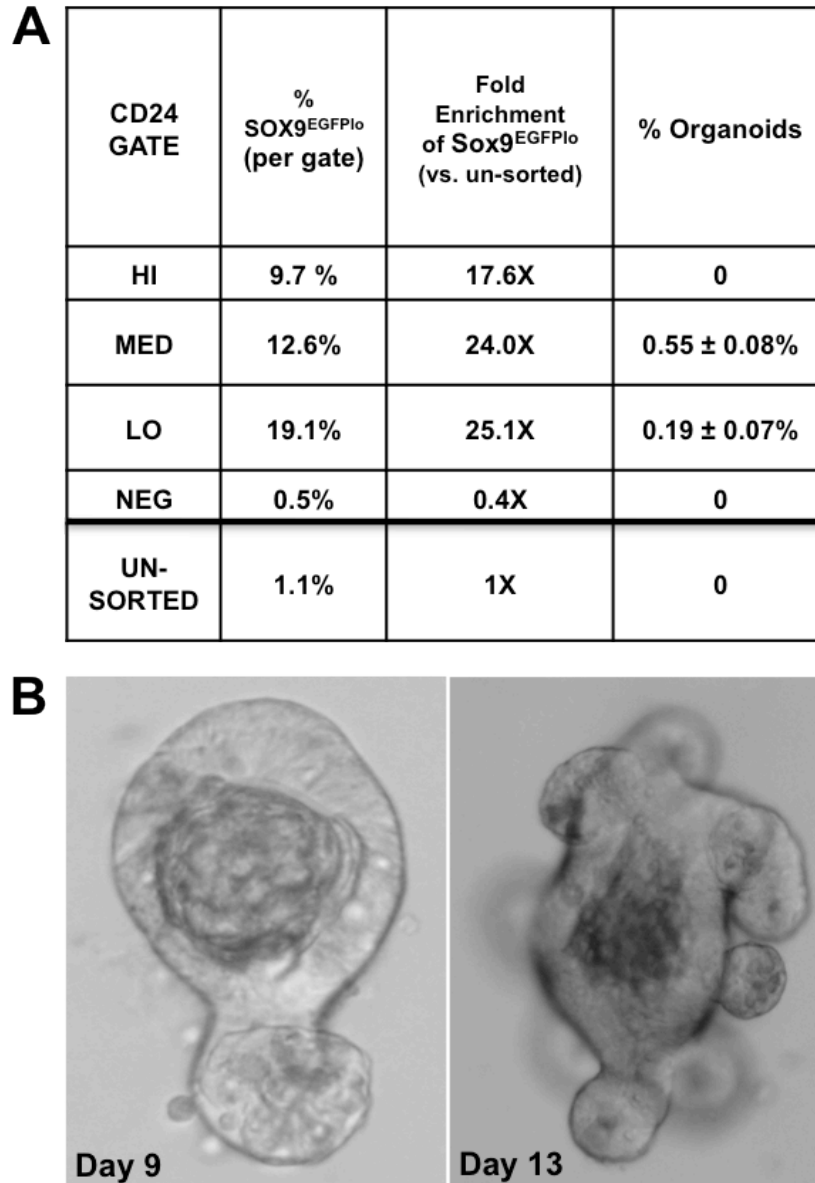 A
CD24
GATE
%
SOX9EGFPlo
(per gate)
Fold
Enrichment
of Sox9EGFPlo
(vs. un-sorted)
% Organoids
HI
9.7 %
17.6X
0
MED
12.6%
24.0X
0.55 ± 0.08%
LO
19.1%
25.1X
0.19 ± 0.07%
NEG
0.5%
0.4X
0
UN-
SORTED
1.1%
1X
0
B
Day 9
Day 13